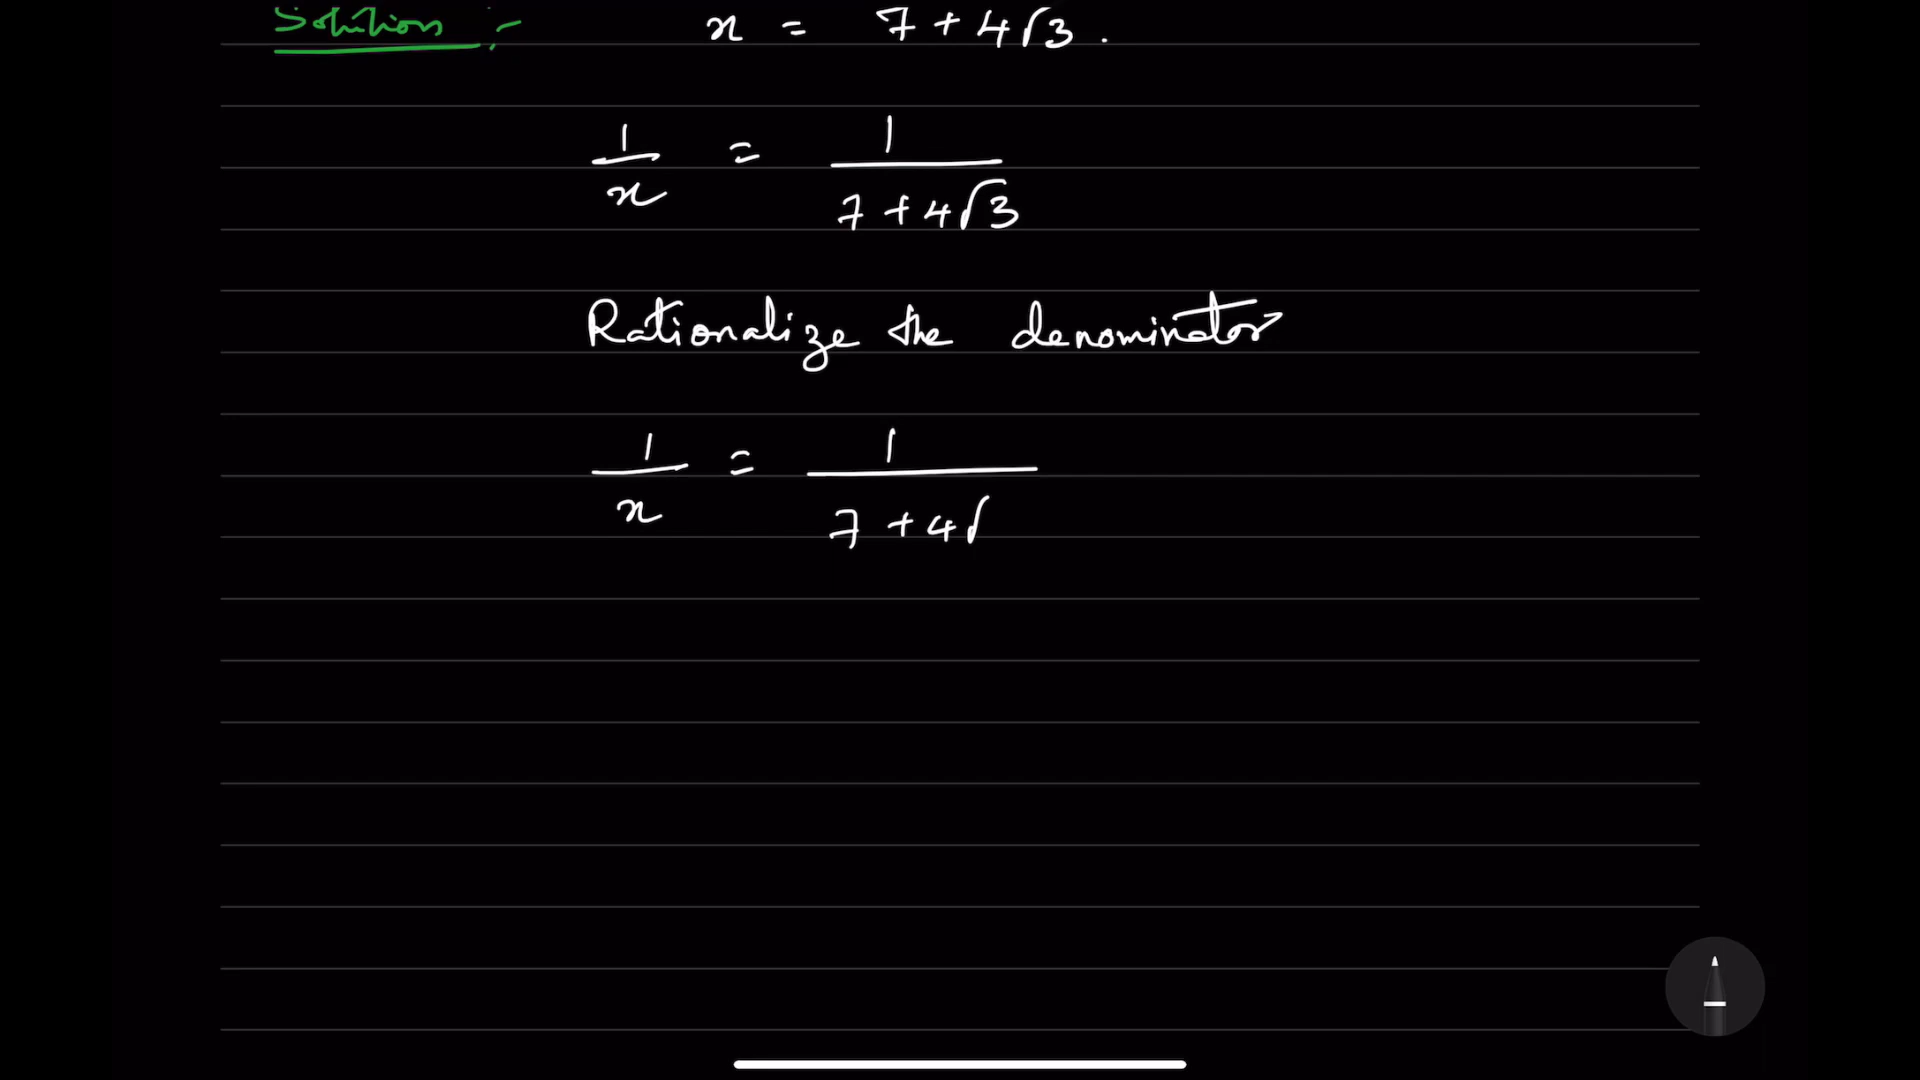 Solution :-   x = 7 + 4√3 .
1/x = 1/(7 + 4√3)
Rationalize the denominator
1/x = 1/(7 + 4√